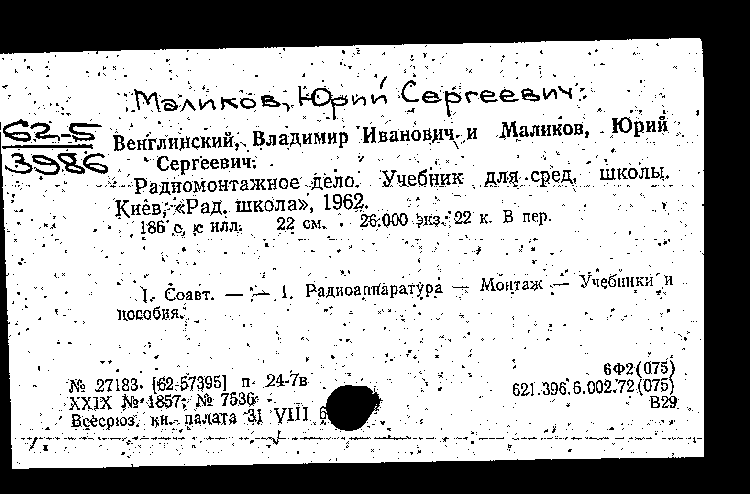 Маликов, Юрий Сергеевич.
62-5
3986
Венглинский, Владимир Иванович и Маликов, Юрий
Сергеевич.
Радиомонтажное дело. Учебник для сред. школы.
Киев, «Рад. школа», 1962.
186 с. с илл. 22 см. 26.000 экз. 22 к. В пер.
I. Соавт. — — 1. Радиоаппаратура — Монтаж — Учебники и
пособия.
№ 27183 [62-57395] п 24-7в
XXIX № 1857; № 7536
Всесоюз. кн. палата 31 VIII 6
6Ф2(075)
621.396.6.002.72(075)
В29